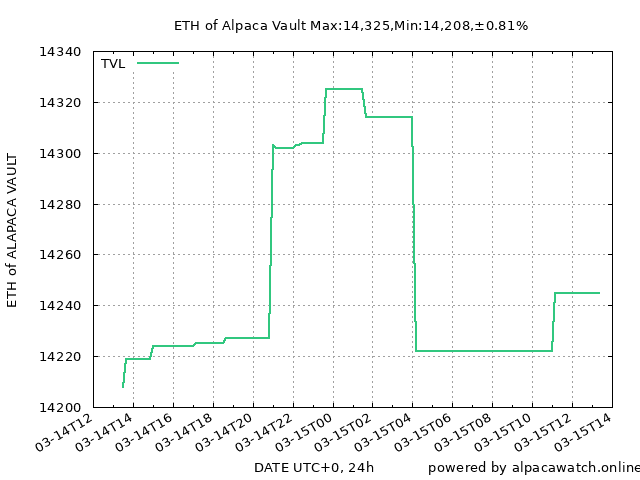 ETH of Alpaca Vault Max:14,325,Min:14,208,±0.81%
TVL
14340
14320
14300
14280
14260
14240
14220
14200
ETH of ALAPACA VAULT
03-14T12
03-14T14
03-14T16
03-14T18
03-14T20
03-14T22
03-15T00
03-15T02
03-15T04
03-15T06
03-15T08
03-15T10
03-15T12
03-15T14
DATE UTC+0, 24h
powered by alpacawatch.online